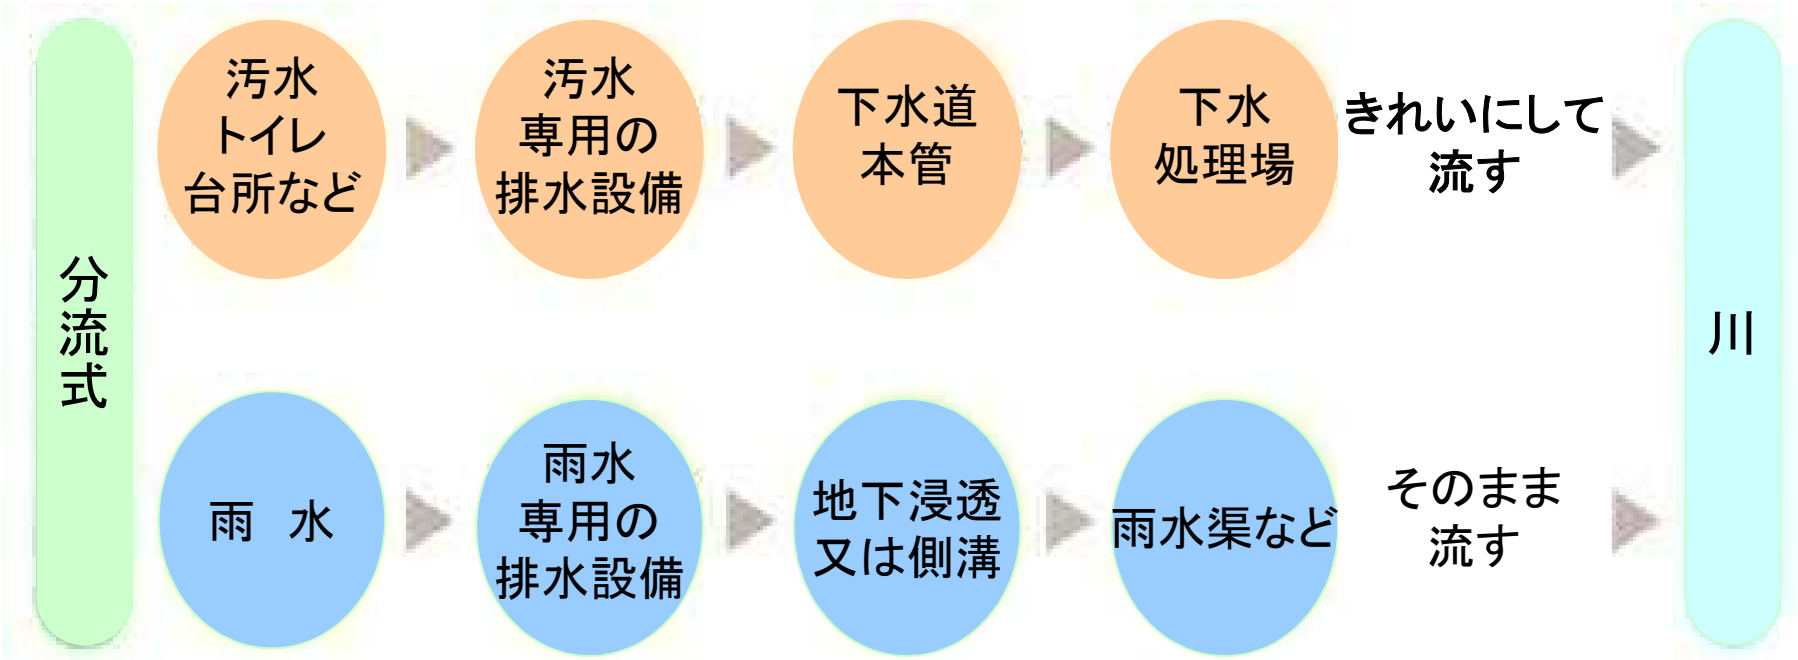 分流式
汚水
トイレ
台所など
汚水
専用の
排水設備
下水道
本管
下水
処理場
きれいにして
流す
雨 水
雨水
専用の
排水設備
地下浸透
又は側溝
雨水渠など
そのまま
流す
川